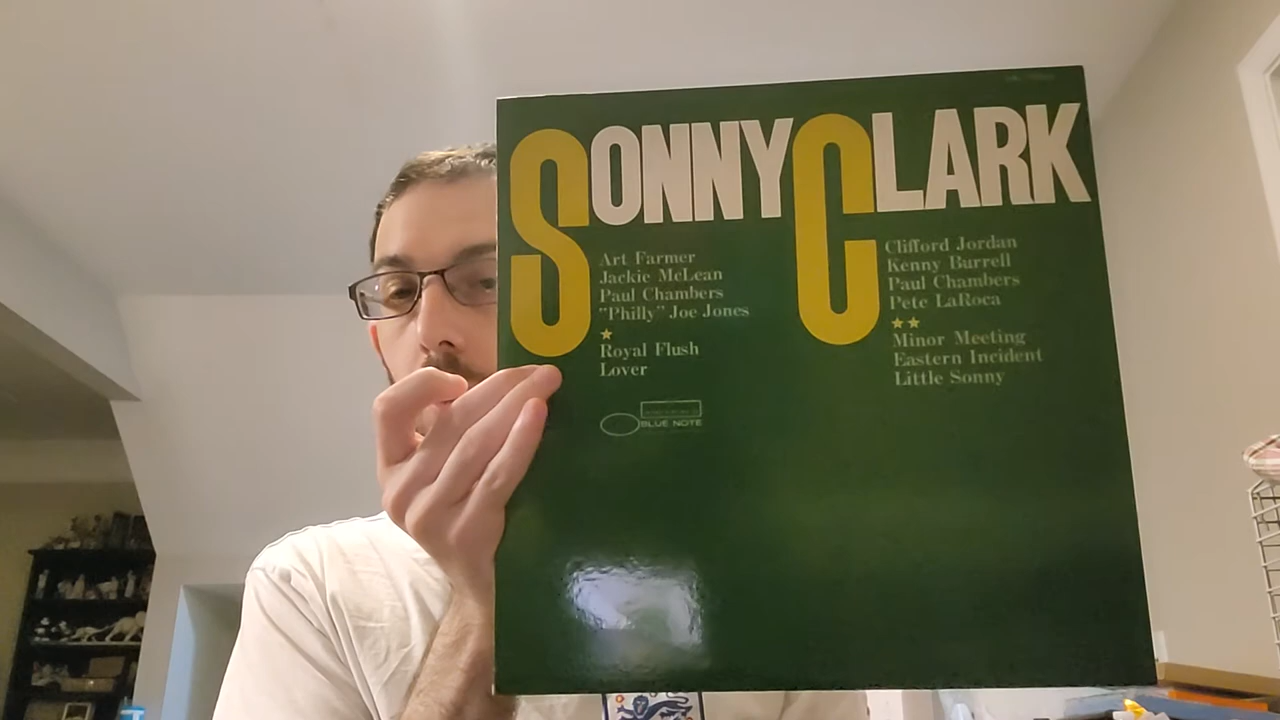 SONNY CLARK
Art Farmer
Jackie McLean
Paul Chambers
"Philly" Joe Jones
Royal Flush
Lover
BLUE NOTE
Clifford Jordan
Kenny Burrell
Paul Chambers
Pete LaRoca
Minor Meeting
Eastern Incident
Little Sonny